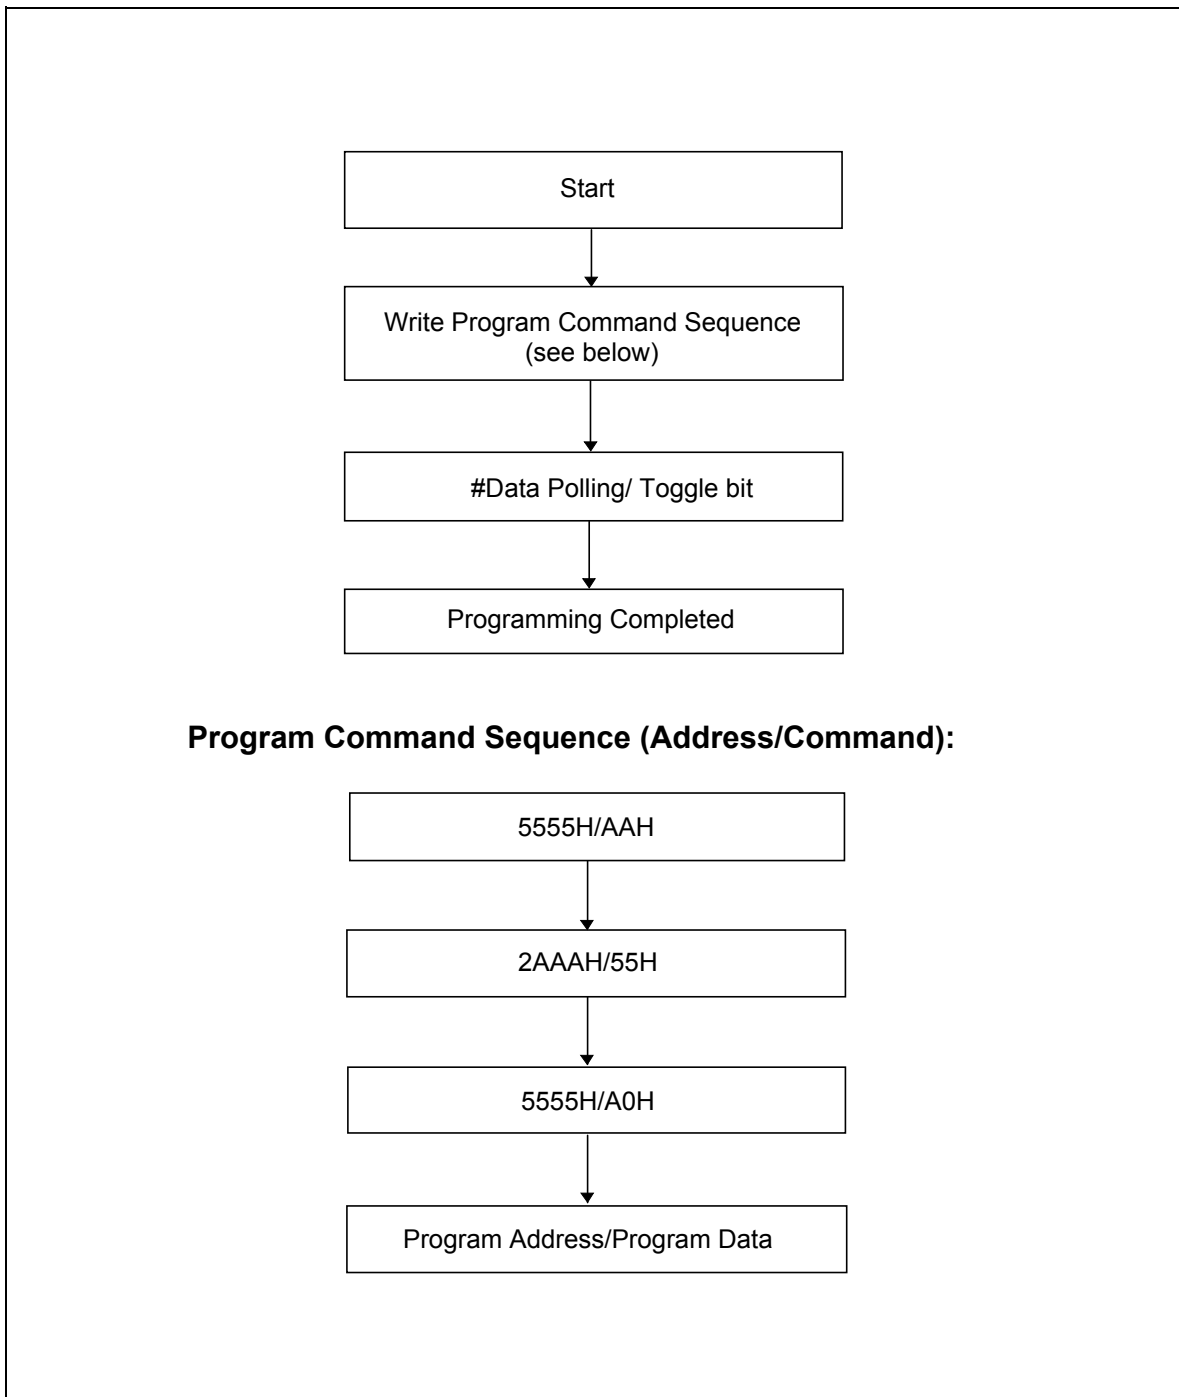 Start
Write Program Command Sequence
(see below)
#Data Polling/ Toggle bit
Programming Completed
Program Command Sequence (Address/Command):
5555H/AAH
2AAAH/55H
5555H/A0H
Program Address/Program Data